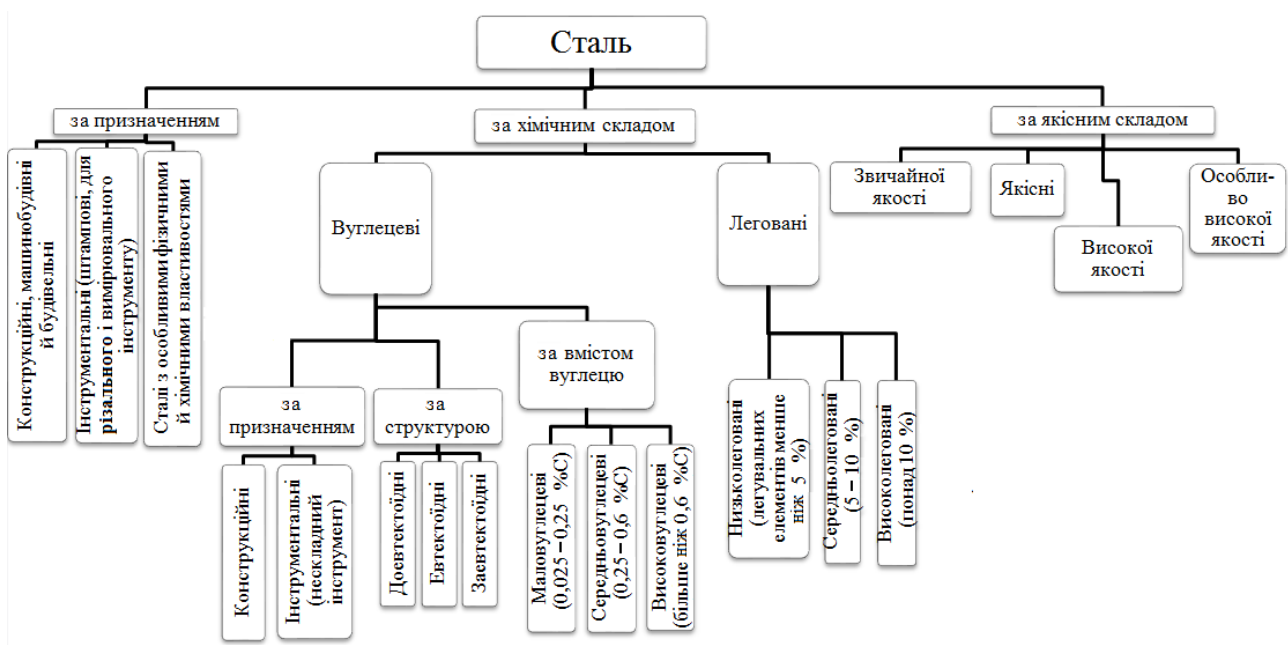 Сталь
за призначенням
за хімічним складом
за якісним складом
Конструкційні, машинобудівні
й будівельні
Інструментальні (штампові, для
різального і вимірювального
інструменту)
Сталі з особливими фізичними
й хімічними властивостями
Вуглецеві
Леговані
Звичайної
якості
Якісні
Високої
якості
Особли-
во
високої
якості
за
призначенням
за
структурою
за вмістом
вуглецю
Конструкційні
Інструментальні
(нескладний
інструмент)
Доевтектоїдні
Евтектоїдні
Заевтектоїдні
Маловуглецеві
(0,025 – 0,25 %С)
Середньовуглецеві
(0,25 – 0,6 %С)
Високовуглецеві
(більше ніж 0,6 %С)
Низьколеговані
(легувальних
елементів менше
ніж 5 %)
Середньолеговані
(5 – 10 %)
Високолеговані
(понад 10 %)